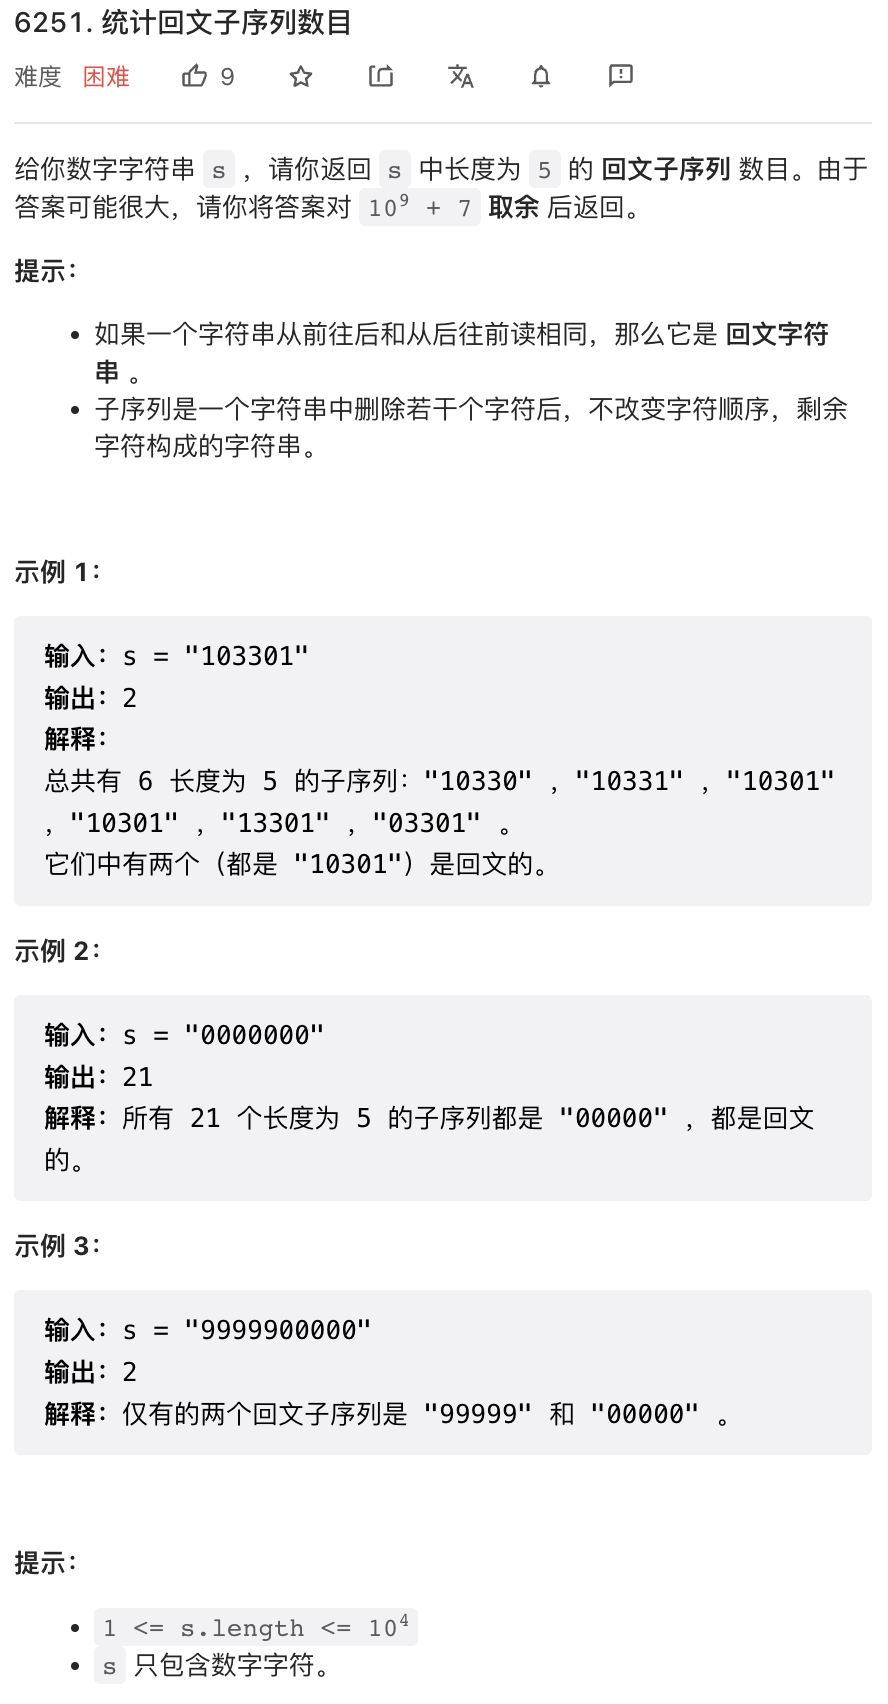 6251. 统计回文子序列数目
难度 困难 9
给你数字字符串 s ，请你返回 s 中长度为 5 的 回文子序列 数目。由于
答案可能很大，请你将答案对 10⁹ + 7 取余 后返回。
提示：
如果一个字符串从前往后和从后往前读相同，那么它是 回文字符
串 。
子序列是一个字符串中删除若干个字符后，不改变字符顺序，剩余
字符构成的字符串。
示例 1：
输入：s = "103301"
输出：2
解释：
总共有 6 长度为 5 的子序列："10330" ，"10331" ，"10301"
，"10301" ，"13301" ，"03301" 。
它们中有两个（都是 "10301"）是回文的。
示例 2：
输入：s = "0000000"
输出：21
解释：所有 21 个长度为 5 的子序列都是 "00000" ，都是回文
的。
示例 3：
输入：s = "9999900000"
输出：2
解释：仅有的两个回文子序列是 "99999" 和 "00000" 。
提示：
1 <= s.length <= 10⁴
s 只包含数字字符。